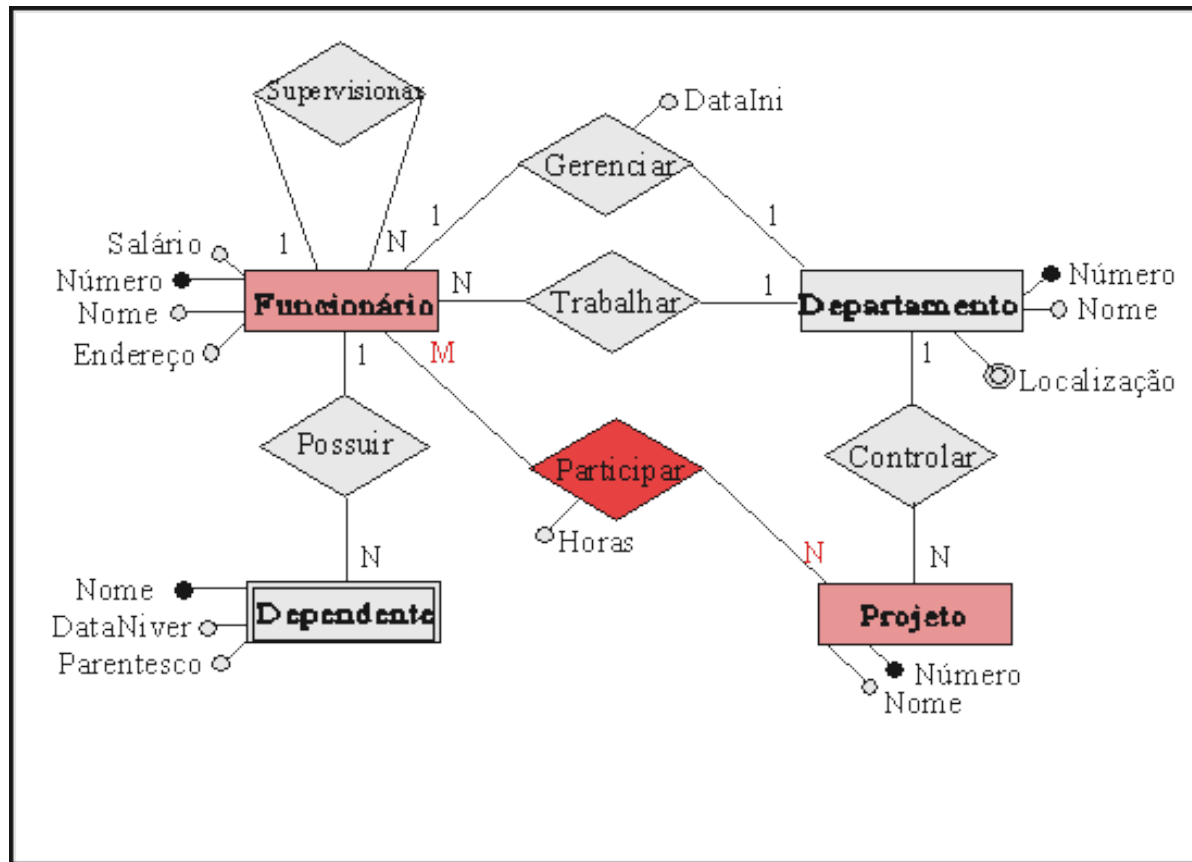 Supervisionar
DataIni
Gerenciar
1
1
Salário
1
N
Número
Nome
Endereço
Funcionário
N
Trabalhar
1
Departamento
Número
Nome
Localização
1
M
1
Possuir
Participar
Controlar
Horas
N
N
N
Nome
DataNiver
Parentesco
Dependente
Projeto
Número
Nome